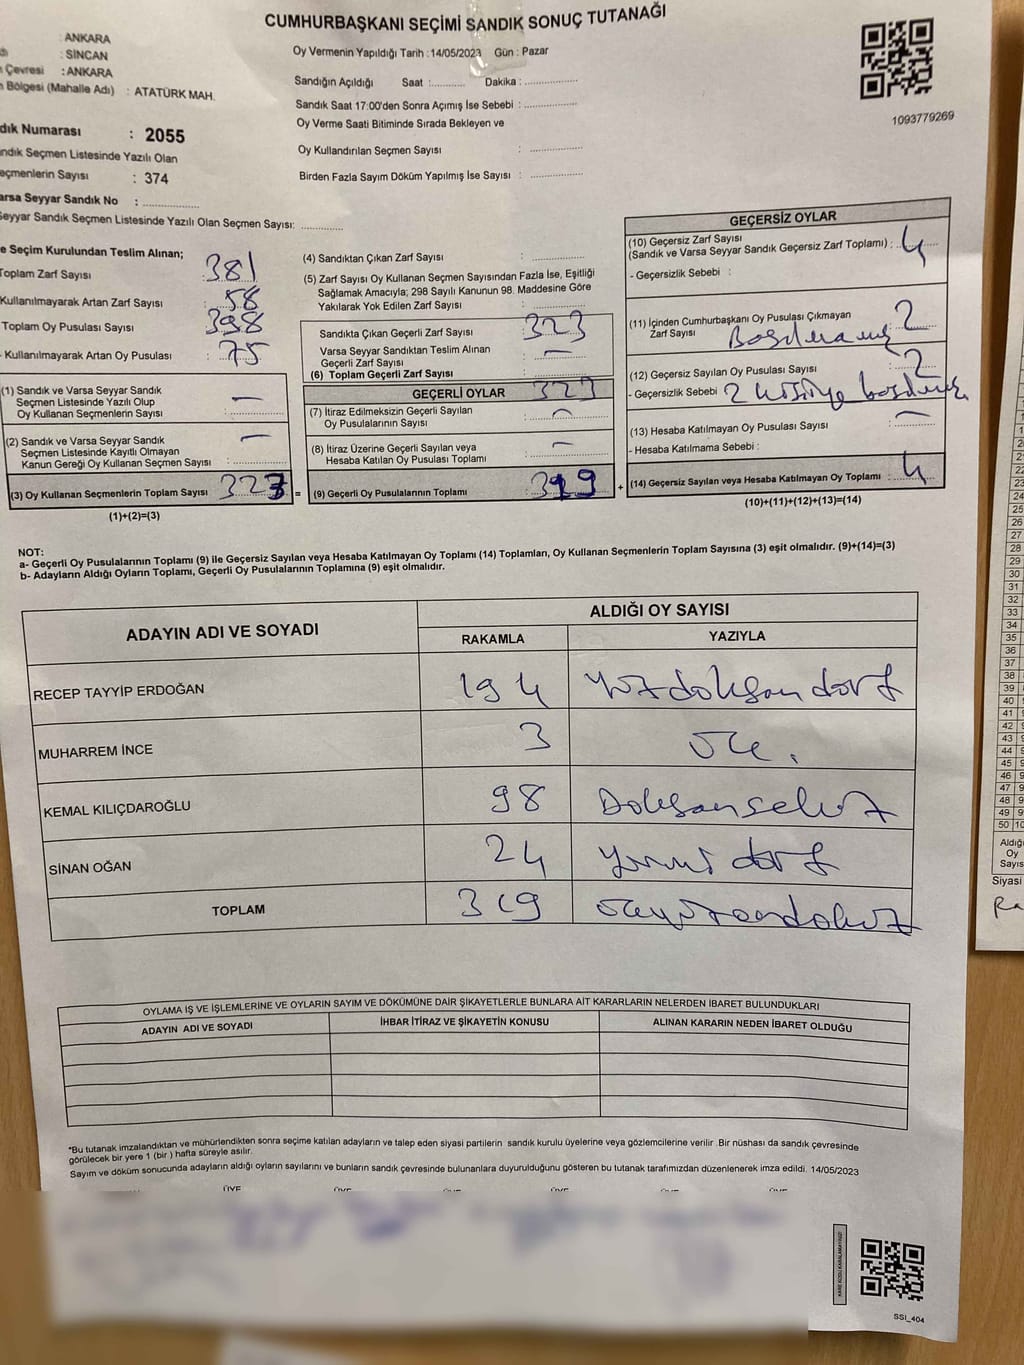 CUMHURBAŞKANI SEÇİMİ SANDIK SONUÇ TUTANAĞI
: ANKARA
: SİNCAN
Çevresi : ANKARA
Bölgesi (Mahalle Adı) : ATATÜRK MAH.
Oy Vermenin Yapıldığı Tarih : 14/05/2023 Gün : Pazar
Sandığın Açıldığı Saat :.......... Dakika :..............
Sandık Saat 17:00'den Sonra Açımış İse Sebebi :..............
Oy Verme Saati Bitiminde Sırada Bekleyen ve
Oy Kullandırılan Seçmen Sayısı :..............
Birden Fazla Sayım Döküm Yapılmış İse Sayısı :..............
1093779269
dık Numarası : 2055
ndık Seçmen Listesinde Yazılı Olan
eçmenlerin Sayısı : 374
arsa Seyyar Sandık No :..............
Seyyar Sandık Seçmen Listesinde Yazılı Olan Seçmen Sayısı:...........
e Seçim Kurulundan Teslim Alınan;
Toplam Zarf Sayısı : 381
Kullanılmayarak Artan Zarf Sayısı : 58
Toplam Oy Pusulası Sayısı : 398
- Kullanılmayarak Artan Oy Pusulası : 75
(1) Sandık ve Varsa Seyyar Sandık
Seçmen Listesinde Yazılı Olup
Oy Kullanan Seçmenlerin Sayısı : —
(2) Sandık ve Varsa Seyyar Sandık
Seçmen Listesinde Kayıtlı Olmayan
Kanun Gereği Oy Kullanan Seçmen Sayısı : —
(3) Oy Kullanan Seçmenlerin Toplam Sayısı : 323 =
(1)+(2)=(3)
(4) Sandıktan Çıkan Zarf Sayısı :..............
(5) Zarf Sayısı Oy Kullanan Seçmen Sayısından Fazla İse, Eşitliği
Sağlamak Amacıyla; 298 Sayılı Kanunun 98. Maddesine Göre
Yakılarak Yok Edilen Zarf Sayısı :..............
Sandıkta Çıkan Geçerli Zarf Sayısı : 323
Varsa Seyyar Sandıktan Teslim Alınan
Geçerli Zarf Sayısı : —
(6) Toplam Geçerli Zarf Sayısı : 323
GEÇERLİ OYLAR
(7) İtiraz Edilmeksizin Geçerli Sayılan
Oy Pusulalarının Sayısı : —
(8) İtiraz Üzerine Geçerli Sayılan veya
Hesaba Katılan Oy Pusulası Toplamı : —
(9) Geçerli Oy Pusulalarının Toplamı : 319 +
GEÇERSİZ OYLAR
(10) Geçersiz Zarf Sayısı
(Sandık ve Varsa Seyyar Sandık Geçersiz Zarf Toplamı) : 4
- Geçersizlik Sebebi :
(11) İçinden Cumhurbaşkanı Oy Pusulası Çıkmayan
Zarf Sayısı : 2
(12) Geçersiz Sayılan Oy Pusulası Sayısı : 2
- Geçersizlik Sebebi 2 kişiye
(13) Hesaba Katılmayan Oy Pusulası Sayısı : —
- Hesaba Katılmama Sebebi :
(14) Geçersiz Sayılan veya Hesaba Katılmayan Oy Toplamı : 4
(10)+(11)+(12)+(13)=(14)
NOT:
a- Geçerli Oy Pusulalarının Toplamı (9) ile Geçersiz Sayılan veya Hesaba Katılmayan Oy Toplamı (14) Toplamları, Oy Kullanan Seçmenlerin Toplam Sayısına (3) eşit olmalıdır. (9)+(14)=(3)
b- Adayların Aldığı Oyların Toplamı, Geçerli Oy Pusulalarının Toplamına (9) eşit olmalıdır.
ADAYIN ADI VE SOYADI
ALDIĞI OY SAYISI
RAKAMLA YAZIYLA
RECEP TAYYİP ERDOĞAN 194 Yüzdoksan dört
MUHARREM İNCE 3 üç.
KEMAL KILIÇDAROĞLU 98 Doksansekiz
SİNAN OĞAN 24 yirmi dört
TOPLAM 319 üçyüzondokuz
OYLAMA İŞ VE İŞLEMLERİNE VE OYLARIN SAYIM VE DÖKÜMÜNE DAİR ŞİKAYETLERLE BUNLARA AİT KARARLARIN NELERDEN İBARET BULUNDUKLARI
ADAYIN ADI VE SOYADI İHBAR İTİRAZ VE ŞİKAYETİN KONUSU ALINAN KARARIN NEDEN İBARET OLDUĞU
*Bu tutanak imzalandıktan ve mühürlendikten sonra seçime katılan adayların ve talep eden siyasi partilerin sandık kurulu üyelerine veya gözlemcilerine verilir .Bir nüshası da sandık çevresinde
görülecek bir yere 1 (bir ) hafta süreyle asılır.
Sayım ve döküm sonucunda adayların aldığı oyların sayılarını ve bunların sandık çevresinde bulunanlara duyurulduğunu gösteren bu tutanak tarafımızdan düzenlenerek imza edildi. 14/05/2023
ÜYE ÜYE ÜYE ÜYE ÜYE ÜYE
KARE KODU KARALAMAYINIZ!
SSI_404
Aldığı
Oy
Sayıs
Siyasi
Ra